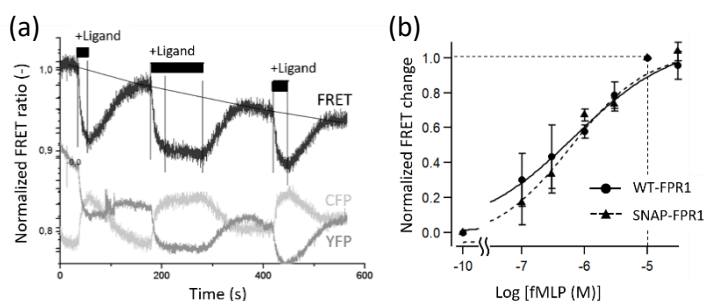 (a)
+Ligand
+Ligand
+Ligand
1,0
0,9
0,8
Normalized FRET ratio (-)
FRET
CFP
YFP
0 200 400 600
Time (s)
(b)
1.0
0.8
0.6
0.4
0.2
0.0
Normalized FRET change
WT-FPR1
SNAP-FPR1
-10 -7 -6 -5
Log [fMLP (M)]